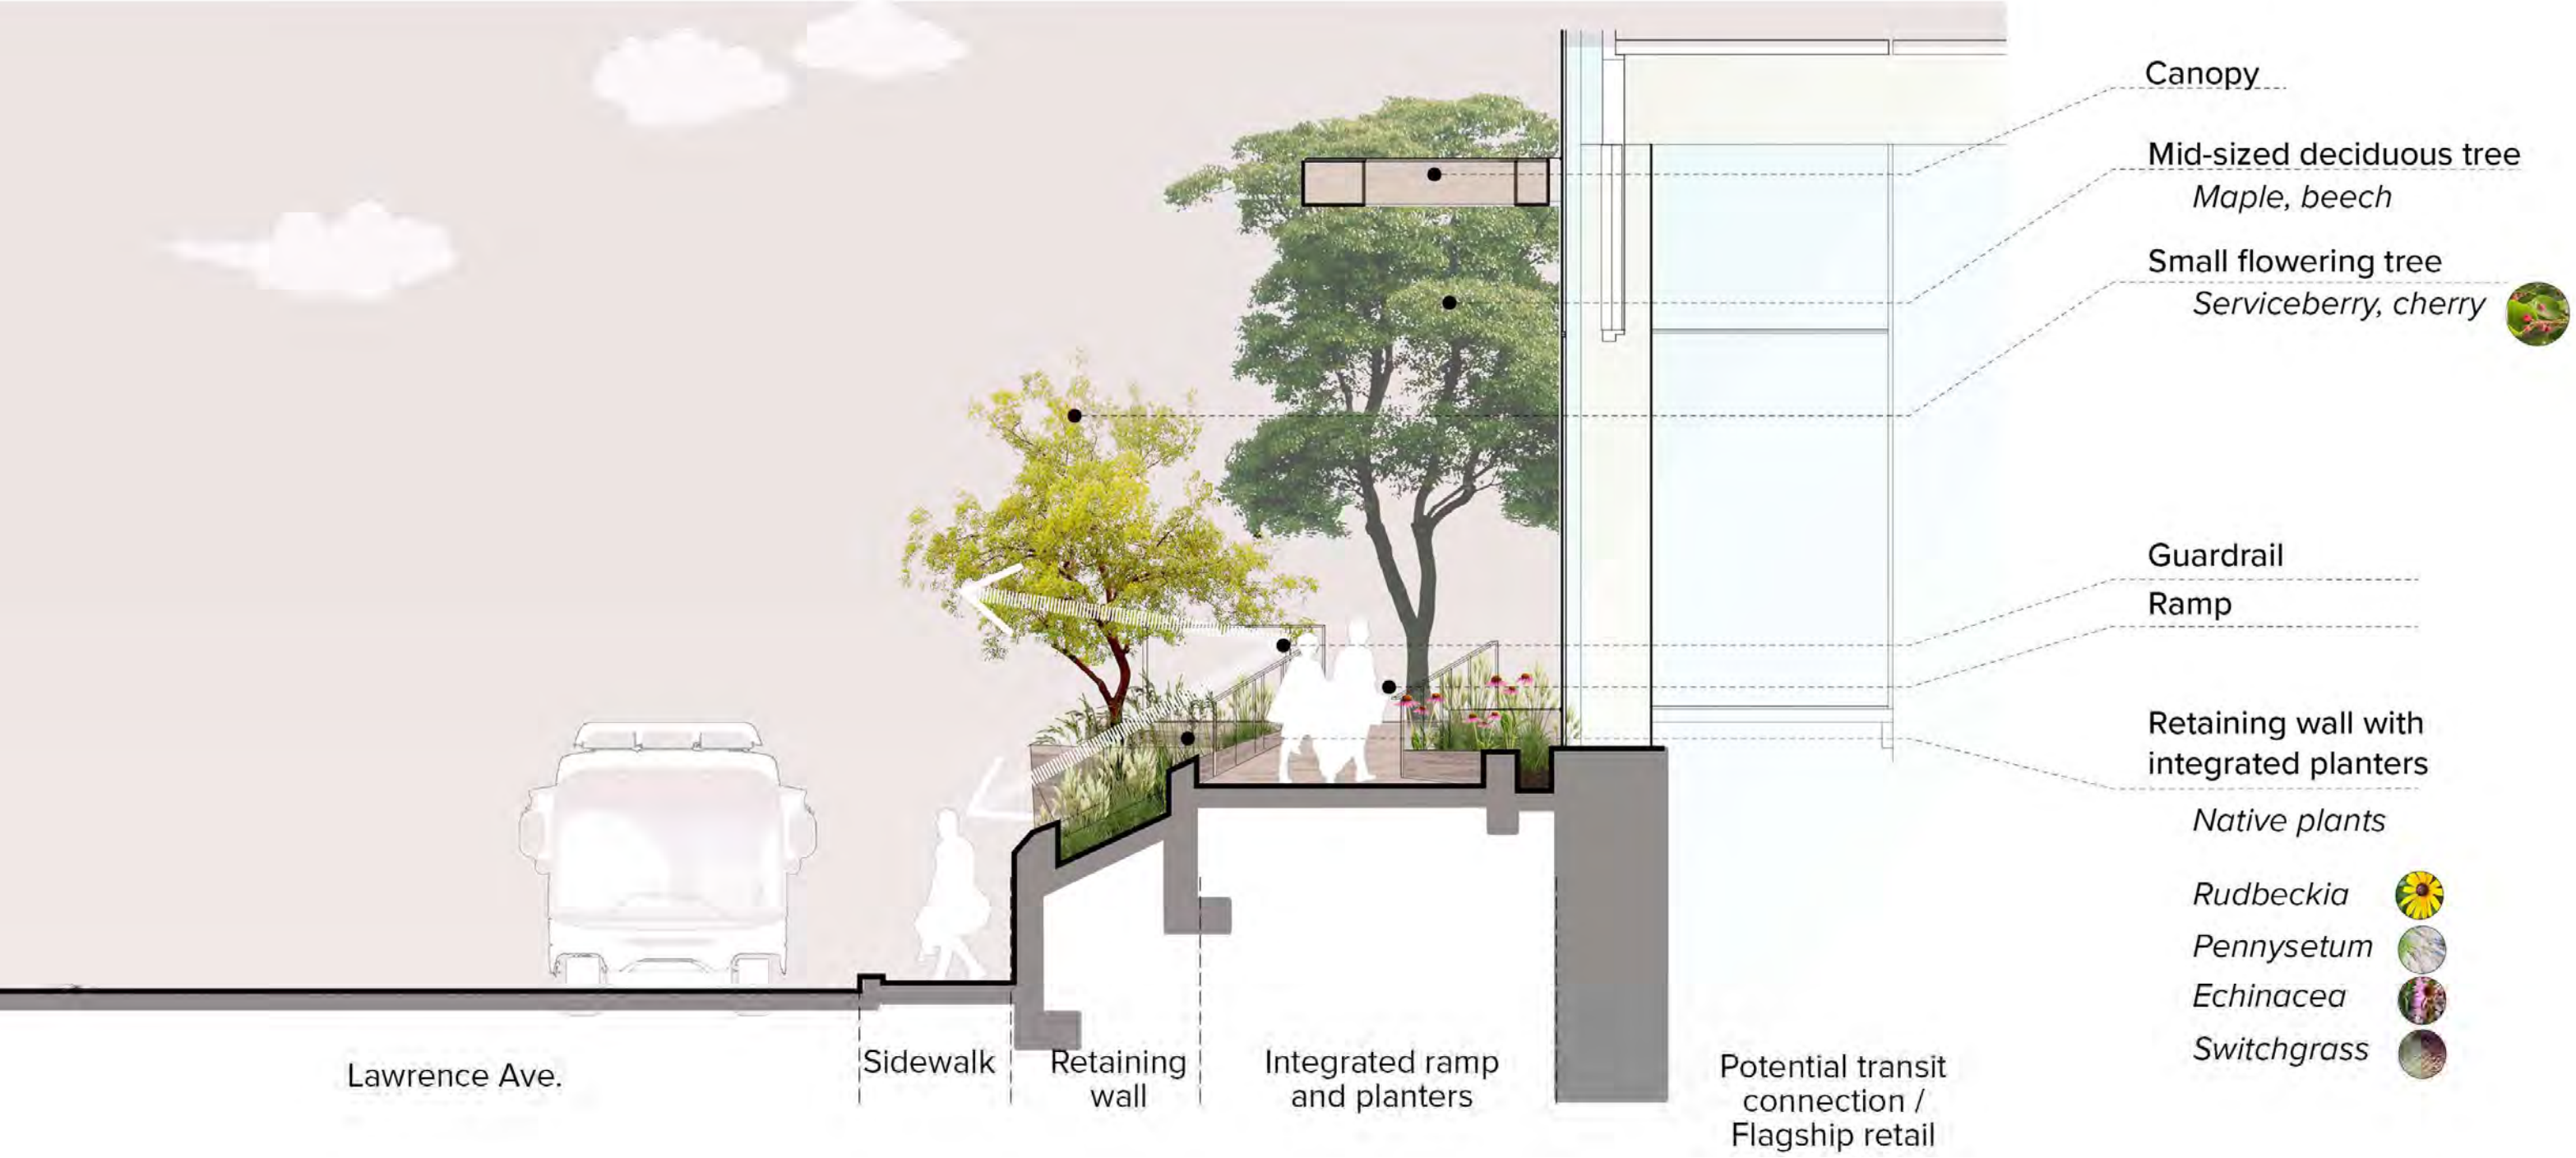 Canopy
Mid-sized deciduous tree
Maple, beech
Small flowering tree
Serviceberry, cherry
Guardrail
Ramp
Retaining wall with
integrated planters
Native plants
Rudbeckia
Pennysetum
Echinacea
Switchgrass
Lawrence Ave.
Sidewalk
Retaining
wall
Integrated ramp
and planters
Potential transit
connection /
Flagship retail